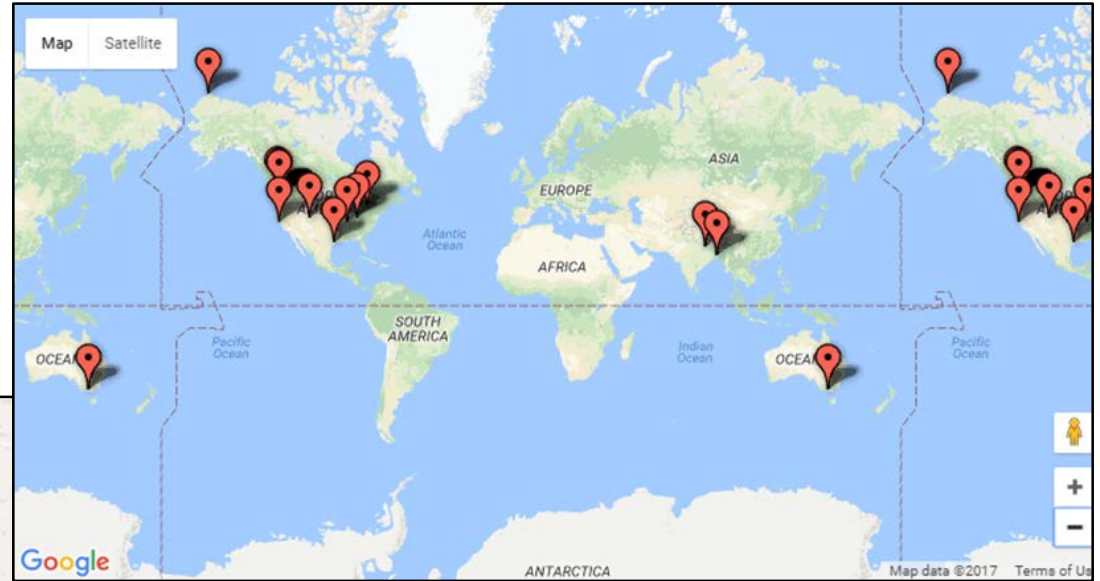 Map Satellite
ASIA
EUROPE
Atlantic
Ocean
AFRICA
SOUTH
AMERICA
OCEA
Pacific
Ocean
Indian
Ocean
OCEA
Pacific
Ocean
Google
ANTARCTICA
Map data ©2017 Terms of Us